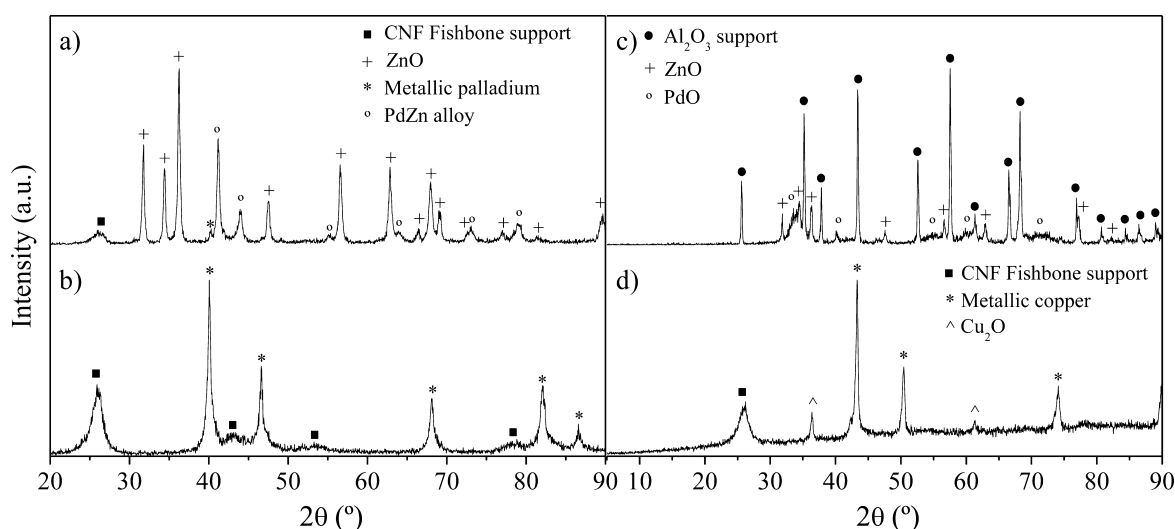 a)
■ CNF Fishbone support
+ ZnO
* Metallic palladium
o PdZn alloy
c)
● Al₂O₃ support
+ ZnO
o PdO
b)
d)
■ CNF Fishbone support
* Metallic copper
^ Cu₂O
Intensity (a.u.)
20 30 40 50 60 70 80 90 10 20 30 40 50 60 70 80 90
2θ (º) 2θ (º)